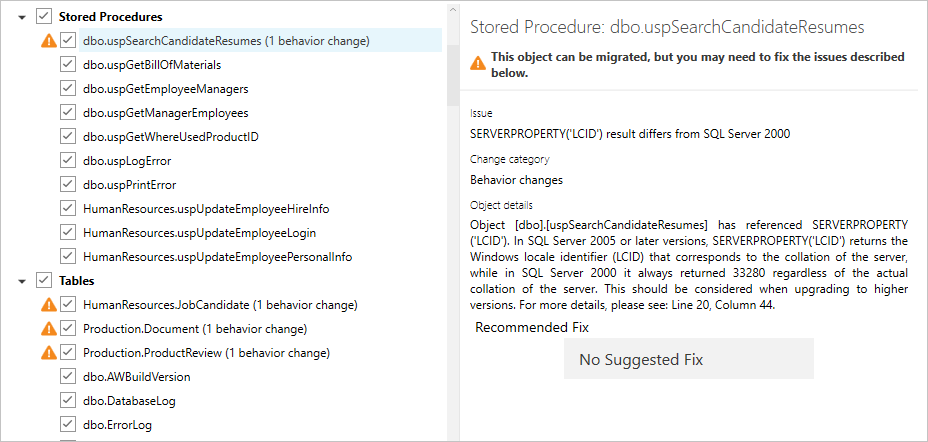 Stored Procedures
dbo.uspSearchCandidateResumes (1 behavior change)
dbo.uspGetBillOfMaterials
dbo.uspGetEmployeeManagers
dbo.uspGetManagerEmployees
dbo.uspGetWhereUsedProductID
dbo.uspLogError
dbo.uspPrintError
HumanResources.uspUpdateEmployeeHireInfo
HumanResources.uspUpdateEmployeeLogin
HumanResources.uspUpdateEmployeePersonalInfo
Tables
HumanResources.JobCandidate (1 behavior change)
Production.Document (1 behavior change)
Production.ProductReview (1 behavior change)
dbo.AWBuildVersion
dbo.DatabaseLog
dbo.ErrorLog
Stored Procedure: dbo.uspSearchCandidateResumes
This object can be migrated, but you may need to fix the issues described
below.
Issue
SERVERPROPERTY('LCID') result differs from SQL Server 2000
Change category
Behavior changes
Object details
Object [dbo].[uspSearchCandidateResumes] has referenced SERVERPROPERTY
('LCID'). In SQL Server 2005 or later versions, SERVERPROPERTY('LCID') returns the
Windows locale identifier (LCID) that corresponds to the collation of the server,
while in SQL Server 2000 it always returned 33280 regardless of the actual
collation of the server. This should be considered when upgrading to higher
versions. For more details, please see: Line 20, Column 44.
Recommended Fix
No Suggested Fix